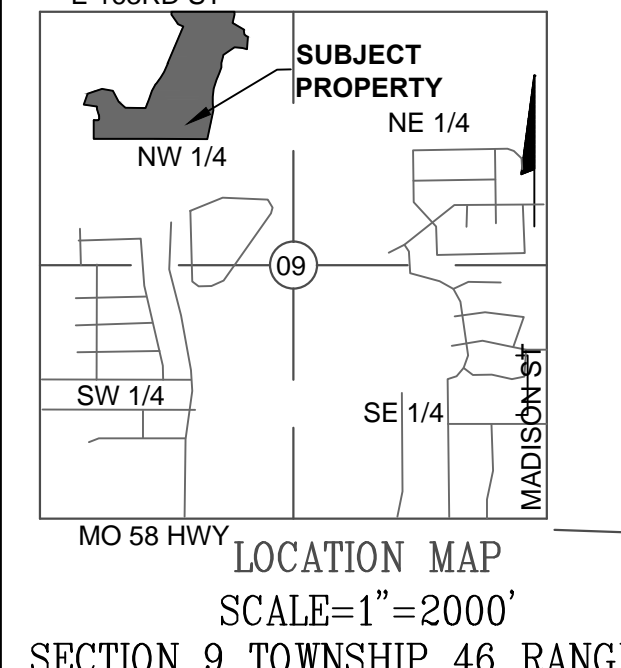 SUBJECT
PROPERTY
NE 1/4
NW 1/4
09
SW 1/4
SE 1/4
MADISON ST
MO 58 HWY
LOCATION MAP
SCALE=1"=2000'
SECTION 9 TOWNSHIP 46